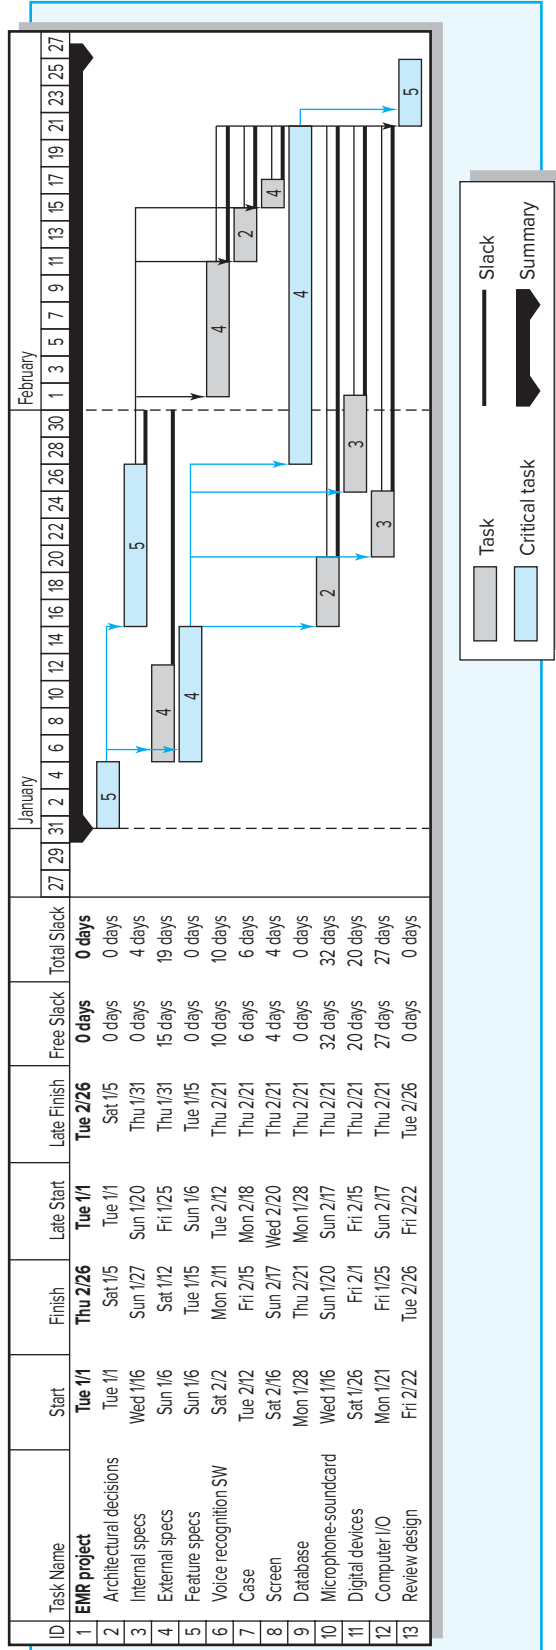 ID Task Name Start Finish Late Start Late Finish Free Slack Total Slack
January February
27 29 31 2 4 6 8 10 12 14 16 18 20 22 24 26 28 30 1 3 5 7 9 11 13 15 17 19 21 23 25 27
1 EMR project Tue 1/1 Thu 2/26 Tue 1/1 Tue 2/26 0 days 0 days
2 Architectural decisions Tue 1/1 Sat 1/5 Tue 1/1 Sat 1/5 0 days 0 days 5
3 Internal specs Wed 1/16 Sun 1/27 Sun 1/20 Thu 1/31 0 days 4 days 5
4 External specs Sun 1/6 Sat 1/12 Fri 1/25 Thu 1/31 15 days 19 days 4
5 Feature specs Sun 1/6 Tue 1/15 Sun 1/6 Tue 1/15 0 days 0 days 4
6 Voice recognition SW Sat 2/2 Mon 2/11 Tue 2/12 Thu 2/21 10 days 10 days 4
7 Case Tue 2/12 Fri 2/15 Mon 2/18 Thu 2/21 6 days 6 days 2
8 Screen Sat 2/16 Sun 2/17 Wed 2/20 Thu 2/21 4 days 4 days 4
9 Database Mon 1/28 Thu 2/21 Mon 1/28 Thu 2/21 0 days 0 days 4
10 Microphone-soundcard Wed 1/16 Sun 1/20 Sun 2/17 Thu 2/21 32 days 32 days 2
11 Digital devices Sat 1/26 Fri 2/1 Fri 2/15 Thu 2/21 20 days 20 days 3
12 Computer I/O Mon 1/21 Fri 1/25 Sun 2/17 Thu 2/21 27 days 27 days 3
13 Review design Fri 2/22 Tue 2/26 Fri 2/22 Tue 2/26 0 days 0 days 5
Task Slack
Critical task Summary